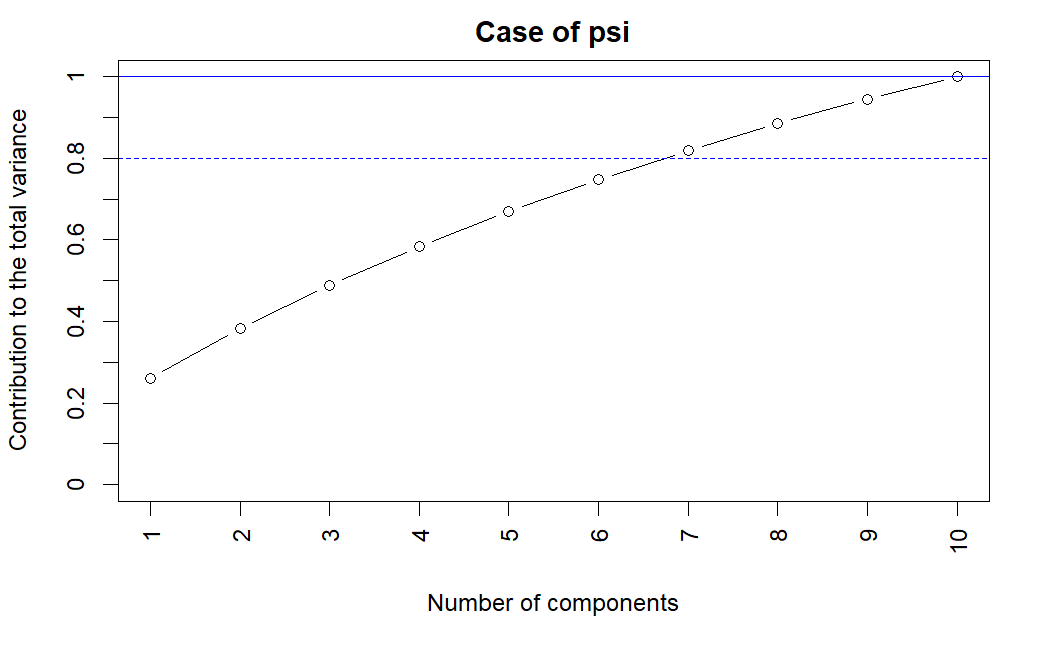 Case of psi
Contribution to the total variance
1
0.8
0.6
0.4
0.2
0
1 2 3 4 5 6 7 8 9 10
Number of components